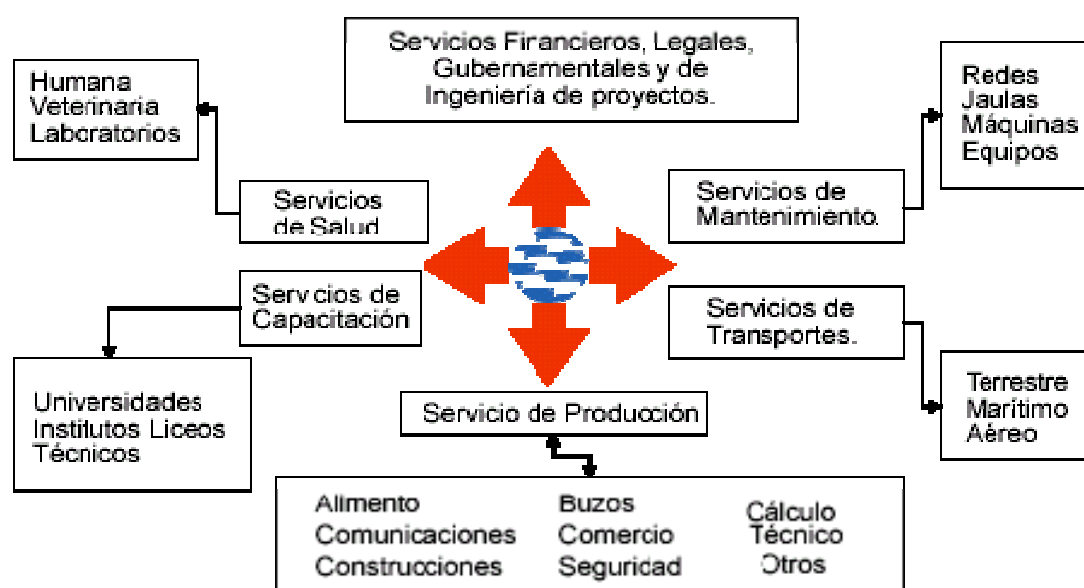 Servicios Financieros, Legales,
Gubernamentales y de
Ingeniería de proyectos.
Humana
Veterinaria
Laboratorios
Redes
Jaulas
Máquinas
Equipos
Servicios
de Salud
Servicios de
Mantenimiento.
Servicios de
Capacitación
Servicios de
Transportes.
Universidades
Institutos Liceos
Técnicos
Servicio de Producción
Terrestre
Marítimo
Aéreo
Alimento
Comunicaciones
Construcciones
Buzos
Comercio
Seguridad
Cálculo
Técnico
Otros